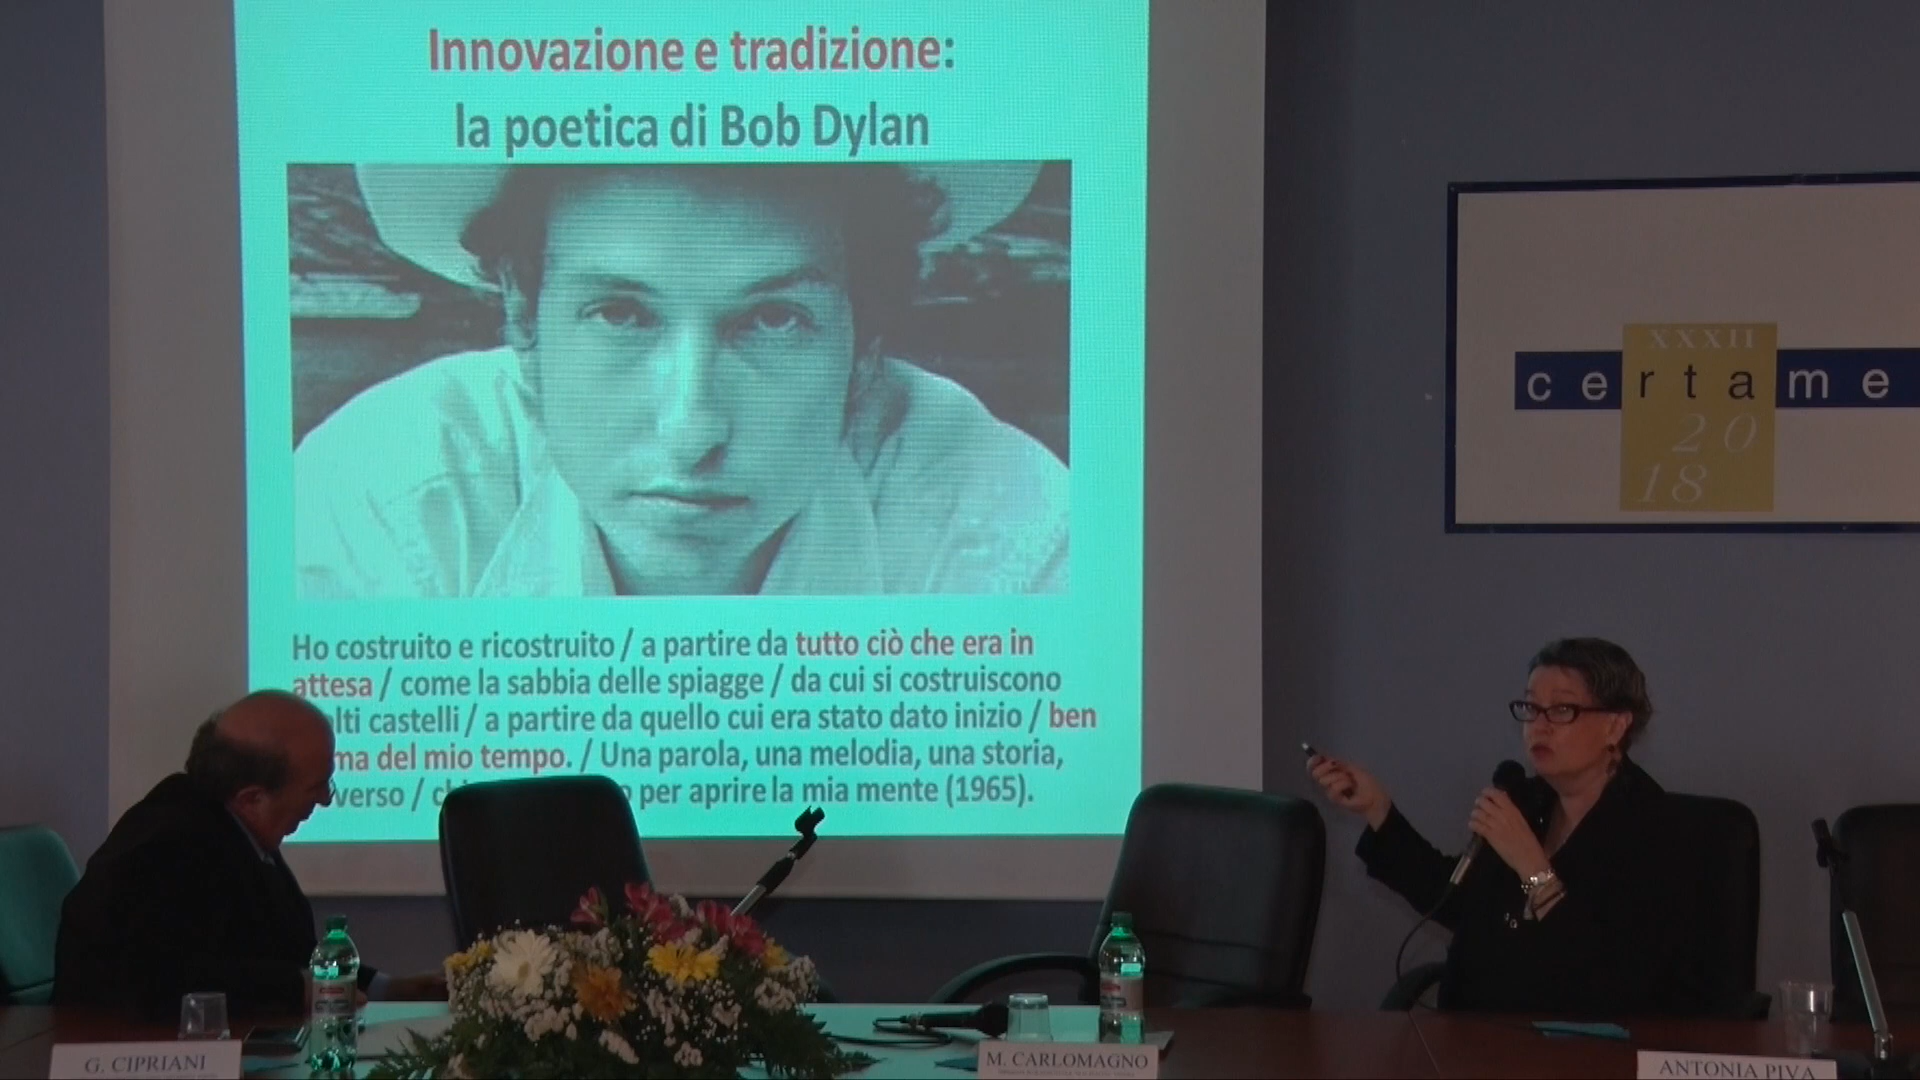 Innovazione e tradizione:
la poetica di Bob Dylan
Ho costruito e ricostruito / a partire da tutto ciò che era in
attesa / come la sabbia delle spiagge / da cui si costruiscono
lti castelli / a partire da quello cui era stato dato inizio / ben
ma del mio tempo. / Una parola, una melodia, una storia,
verso / per aprire la mia mente (1965).
XXXII
certame
20
18
G. CIPRIANI
M. CARLOMAGNO
ANTONIA PIVA